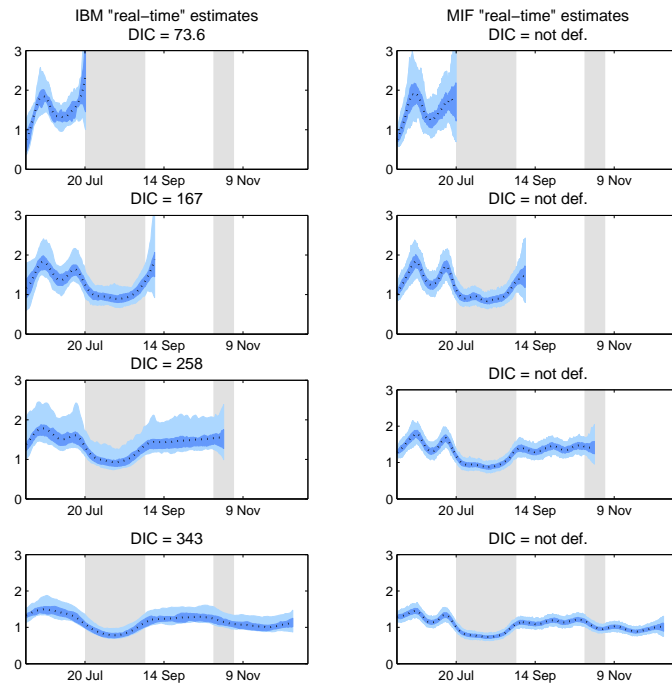 IBM "real−time" estimates
DIC = 73.6
3
2
1
0
20 Jul 14 Sep 9 Nov
MIF "real−time" estimates
DIC = not def.
3
2
1
0
20 Jul 14 Sep 9 Nov
DIC = 167
3
2
1
0
20 Jul 14 Sep 9 Nov
DIC = not def.
3
2
1
0
20 Jul 14 Sep 9 Nov
DIC = 258
3
2
1
0
20 Jul 14 Sep 9 Nov
DIC = not def.
3
2
1
0
20 Jul 14 Sep 9 Nov
DIC = 343
3
2
1
0
20 Jul 14 Sep 9 Nov
DIC = not def.
3
2
1
0
20 Jul 14 Sep 9 Nov